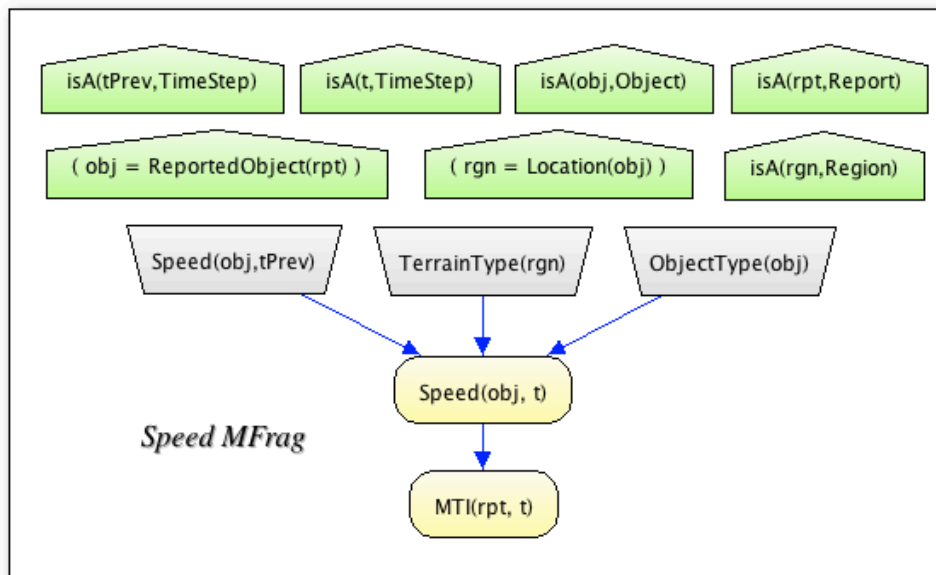 isA(tPrev,TimeStep)
isA(t,TimeStep)
isA(obj,Object)
isA(rpt,Report)
( obj = ReportedObject(rpt) )
( rgn = Location(obj) )
isA(rgn,Region)
Speed(obj,tPrev)
TerrainType(rgn)
ObjectType(obj)
Speed(obj, t)
Speed MFrag
MTI(rpt, t)